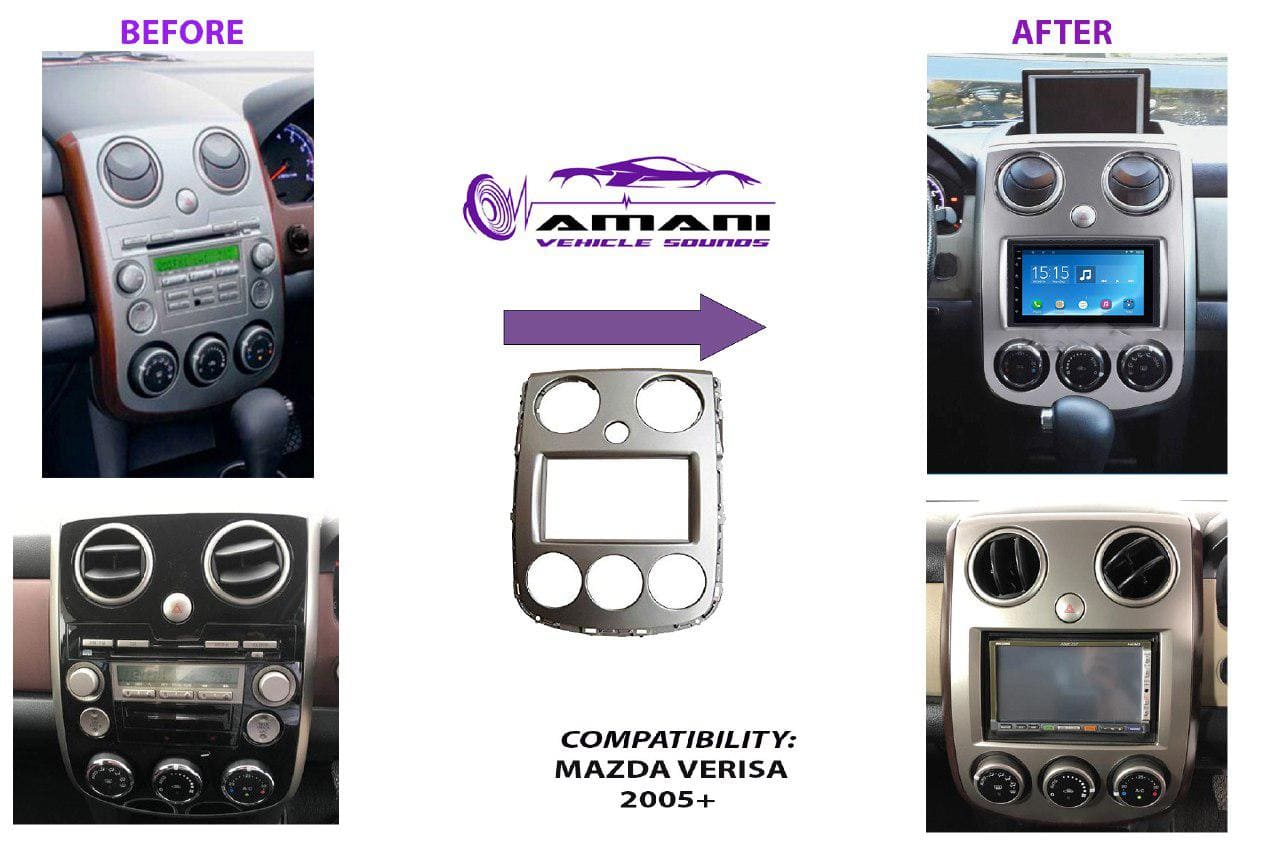 BEFORE
AFTER
AMANI
VEHICLE SOUNDS
15:15
COMPATIBILITY:
MAZDA VERISA
2005+
A/C
A/C